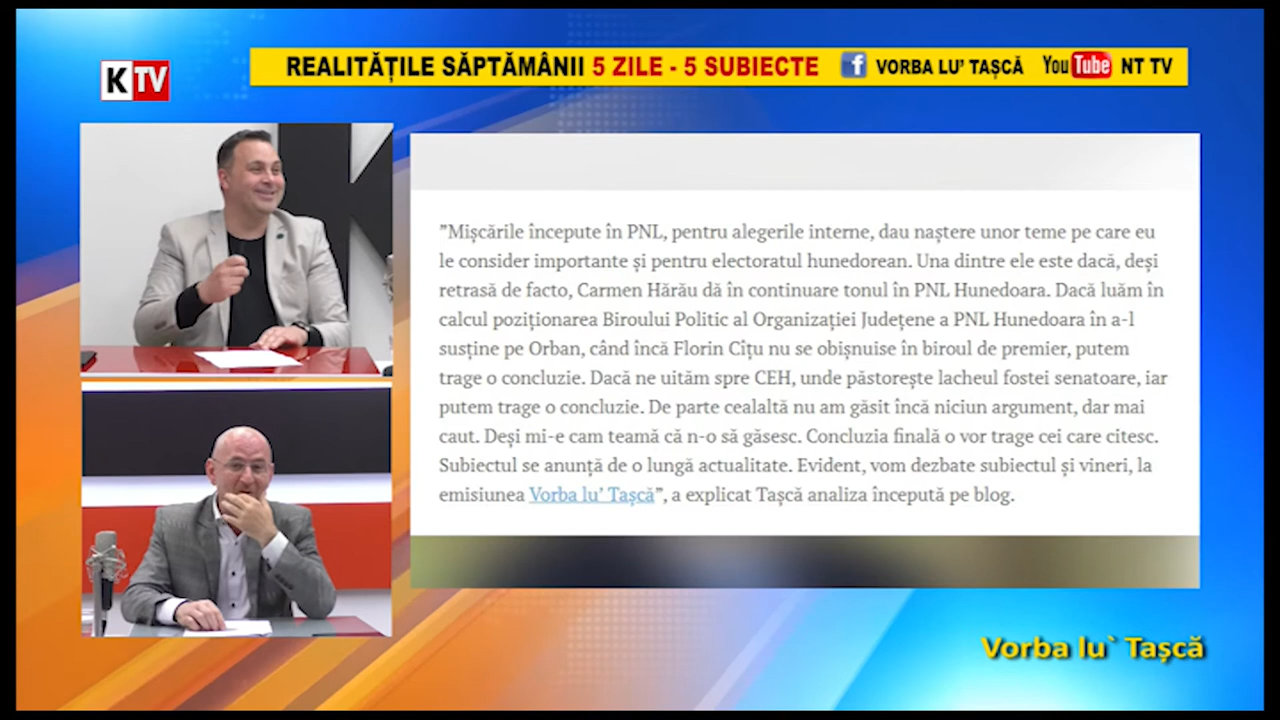 REALITĂȚILE SĂPTĂMÂNII 5 ZILE - 5 SUBIECTE f VORBA LU' TAȘCĂ YouTube NT TV
KTV
”Mișcările începute în PNL, pentru alegerile interne, dau naștere unor teme pe care eu
le consider importante și pentru electoratul hunedorean. Una dintre ele este dacă, deși
retrasă de facto, Carmen Hărău dă în continuare tonul în PNL Hunedoara. Dacă luăm în
calcul poziționarea Biroului Politic al Organizației Județene a PNL Hunedoara în a-l
susține pe Orban, când încă Florin Cîțu nu se obișnuise în biroul de premier, putem
trage o concluzie. Dacă ne uităm spre CEH, unde păstorește lacheul fostei senatoare, iar
putem trage o concluzie. De parte cealaltă nu am găsit încă niciun argument, dar mai
caut. Deși mi-e cam teamă că n-o să găsesc. Concluzia finală o vor trage cei care citesc.
Subiectul se anunță de o lungă actualitate. Evident, vom dezbate subiectul și vineri, la
emisiunea Vorba lu’ Tașcă”, a explicat Tașcă analiza începută pe blog.
Vorba lu` Tașcă